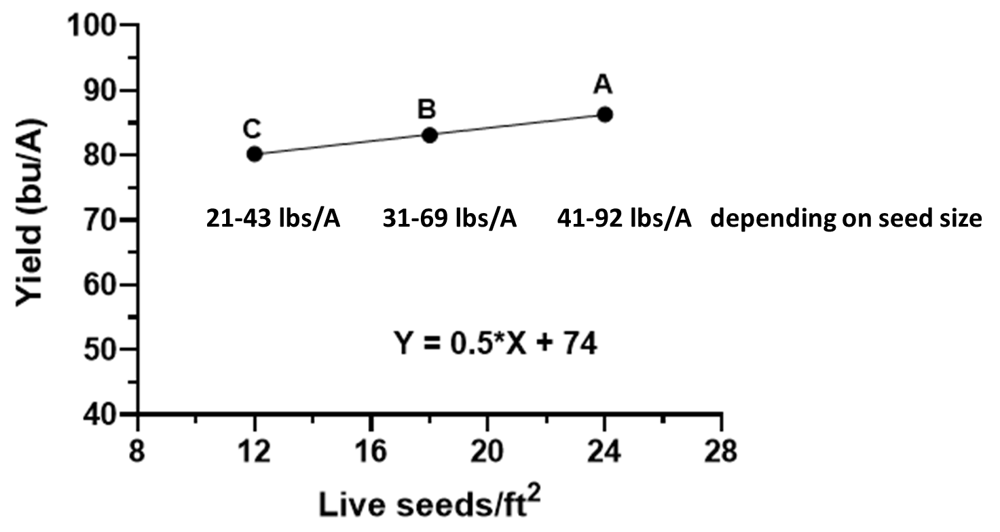 Yield (bu/A)
100
90
80
70
60
50
40
C
B
A
21-43 lbs/A 31-69 lbs/A 41-92 lbs/A depending on seed size
Y = 0.5*X + 74
8 12 16 20 24 28
Live seeds/ft²